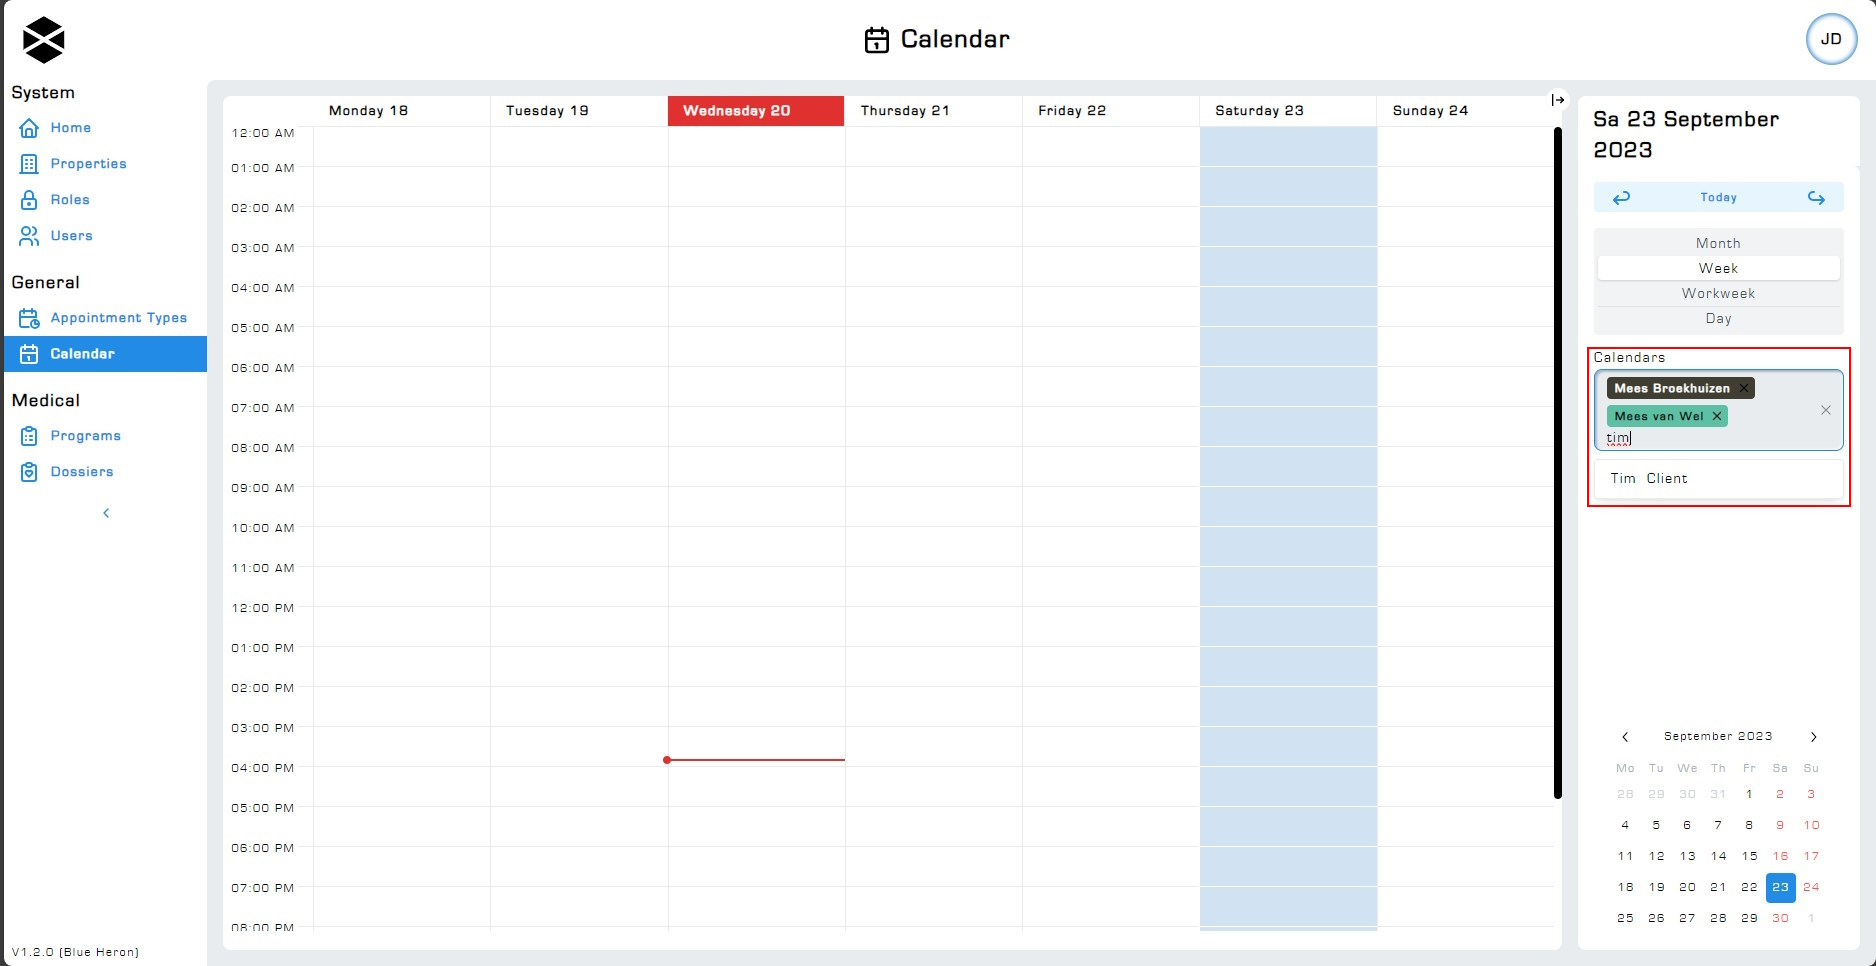 Calendar
JD
System
Home
Properties
Roles
Users
General
Appointment Types
Calendar
Medical
Programs
Dossiers
V1.2.0 (Blue Heron)
Monday 18 Tuesday 19 Wednesday 20 Thursday 21 Friday 22 Saturday 23 Sunday 24
12:00 AM
01:00 AM
02:00 AM
03:00 AM
04:00 AM
05:00 AM
06:00 AM
07:00 AM
08:00 AM
09:00 AM
10:00 AM
11:00 AM
12:00 PM
01:00 PM
02:00 PM
03:00 PM
04:00 PM
05:00 PM
06:00 PM
07:00 PM
08:00 PM
Sa 23 September
2023
Today
Month
Week
Workweek
Day
Calendars
Mees Broekhuizen
Mees van Wel
tim
Tim Client
September 2023
Mo Tu We Th Fr Sa Su
28 29 30 31 1 2 3
4 5 6 7 8 9 10
11 12 13 14 15 16 17
18 19 20 21 22 23 24
25 26 27 28 29 30 1